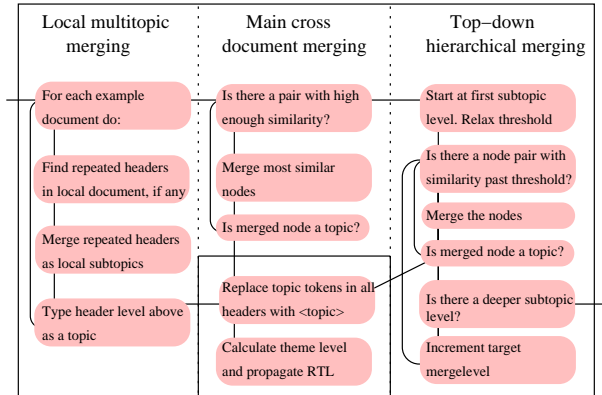 Local multitopic
merging
For each example
document do:
Find repeated headers
in local document, if any
Merge repeated headers
as local subtopics
Type header level above
as a topic
Main cross
document merging
Is there a pair with high
enough similarity?
Merge most similar
nodes
Is merged node a topic?
Replace topic tokens in all
headers with <topic>
Calculate theme level
and propagate RTL
Top−down
hierarchical merging
Start at first subtopic
level. Relax threshold
Is there a node pair with
similarity past threshold?
Merge the nodes
Is merged node a topic?
Is there a deeper subtopic
level?
Increment target
mergelevel